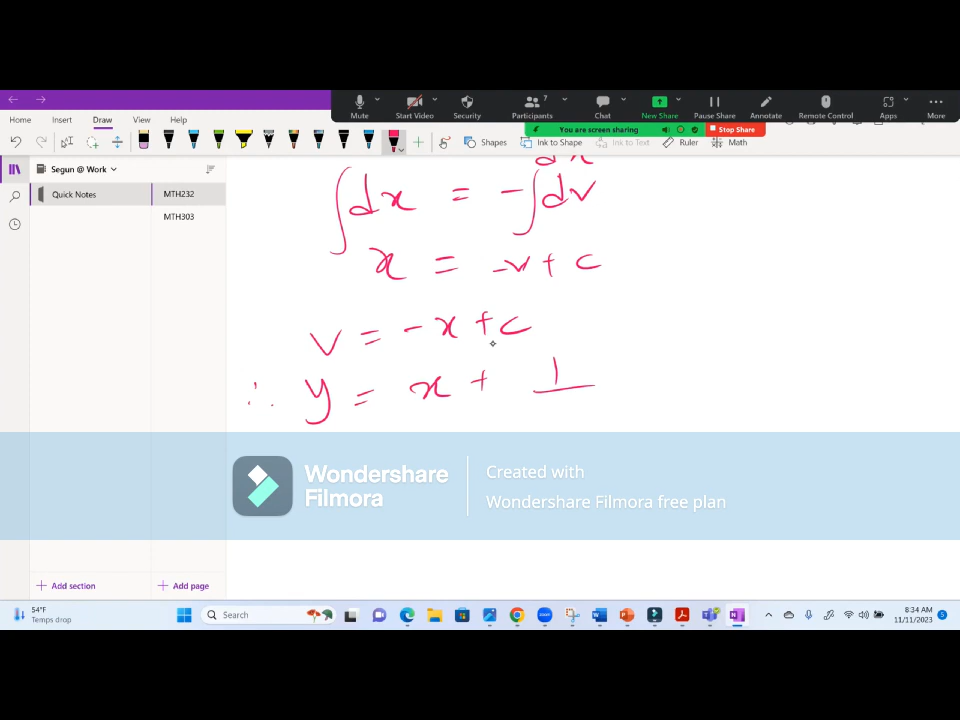 Mute
Start Video
Security
7
Participants
Chat
New Share
Pause Share
Annotate
Remote Control
Apps
More
You are screen sharing
Stop Share
Home
Insert
Draw
View
Help
Shapes
Ink to Shape
Ink to Text
Ruler
Math
Segun @ Work
Quick Notes
MTH232
MTH303
dx
∫dx = -∫dv
x = -v + c
v = -x + c
∴ y = x + 1/
Wondershare
Filmora
Created with
Wondershare Filmora free plan
+ Add section
+ Add page
54°F
Temps drop
Search
8:34 AM
11/11/2023
5